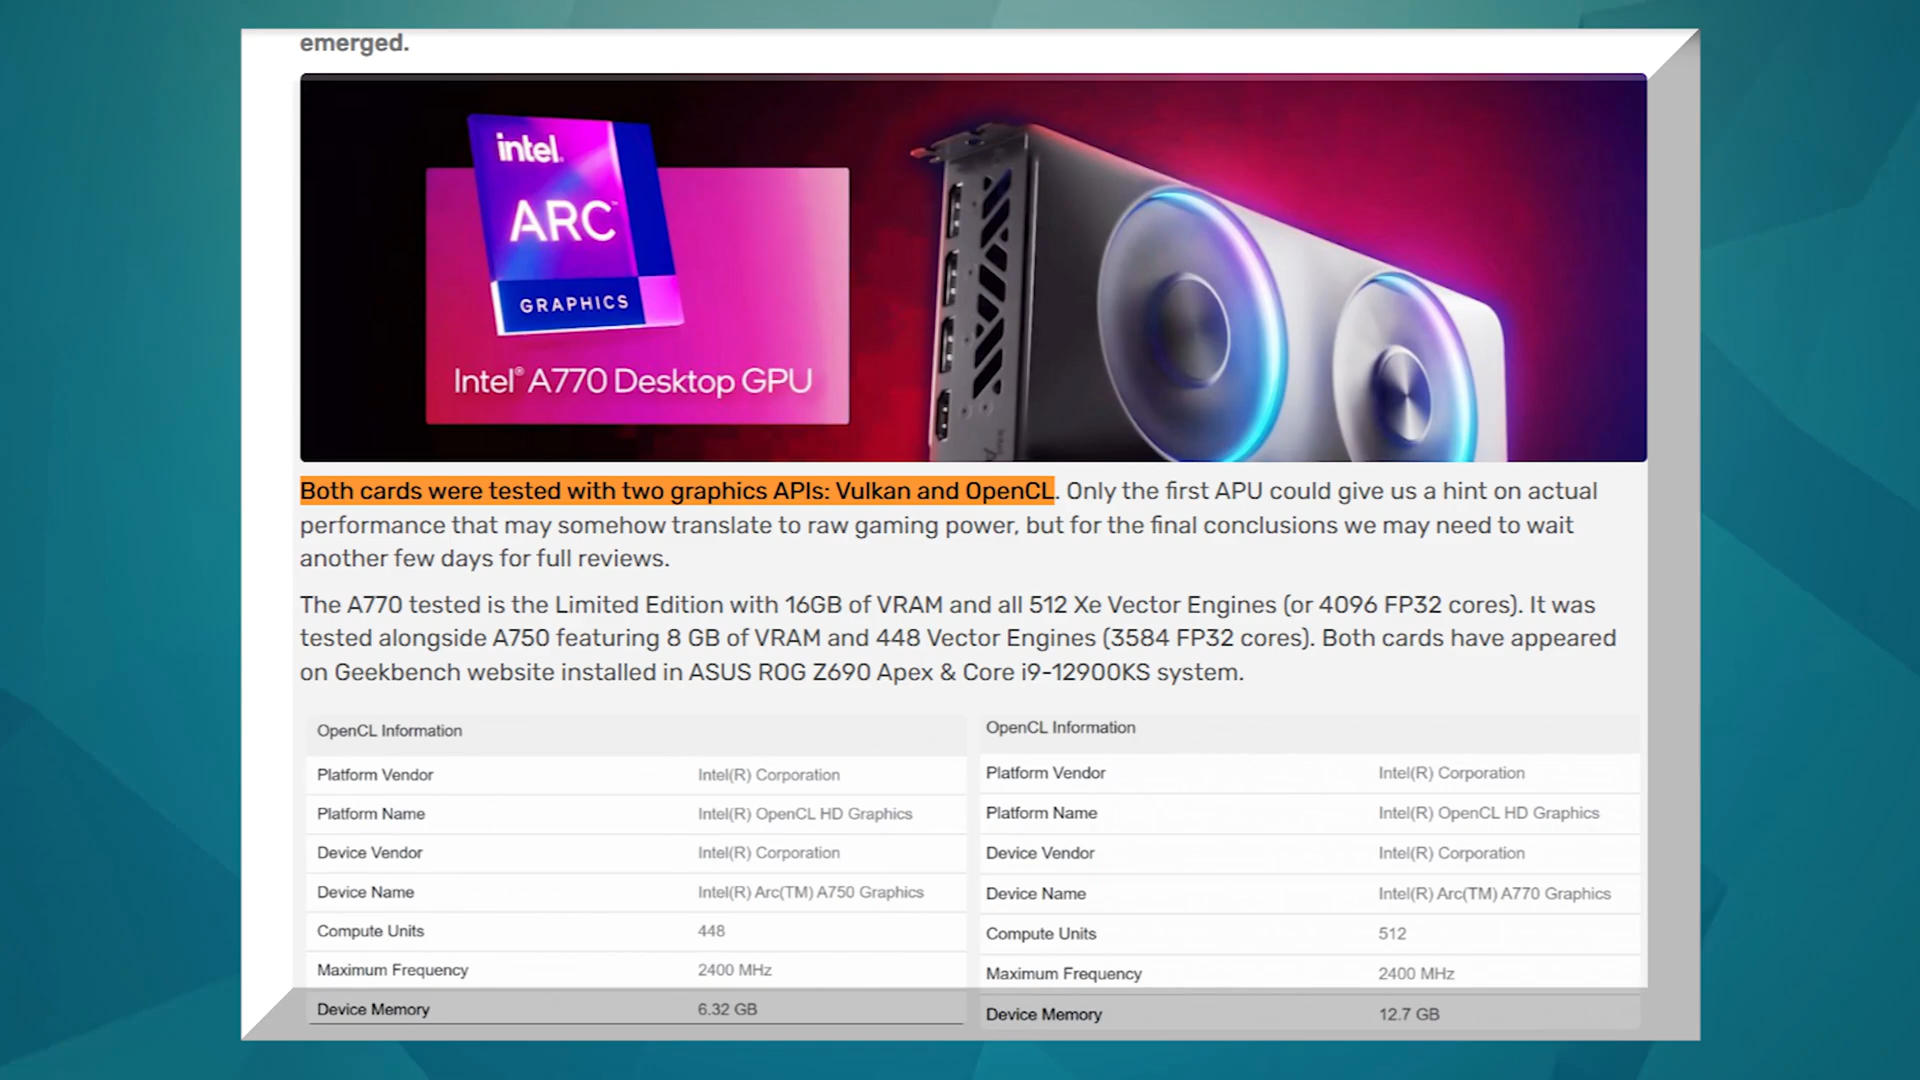 emerged.
intel.
ARC™
GRAPHICS
Intel® A770 Desktop GPU
Both cards were tested with two graphics APIs: Vulkan and OpenCL. Only the first APU could give us a hint on actual
performance that may somehow translate to raw gaming power, but for the final conclusions we may need to wait
another few days for full reviews.
The A770 tested is the Limited Edition with 16GB of VRAM and all 512 Xe Vector Engines (or 4096 FP32 cores). It was
tested alongside A750 featuring 8 GB of VRAM and 448 Vector Engines (3584 FP32 cores). Both cards have appeared
on Geekbench website installed in ASUS ROG Z690 Apex & Core i9-12900KS system.
OpenCL Information
Platform Vendor Intel(R) Corporation
Platform Name Intel(R) OpenCL HD Graphics
Device Vendor Intel(R) Corporation
Device Name Intel(R) Arc(TM) A750 Graphics
Compute Units 448
Maximum Frequency 2400 MHz
Device Memory 6.32 GB
OpenCL Information
Platform Vendor Intel(R) Corporation
Platform Name Intel(R) OpenCL HD Graphics
Device Vendor Intel(R) Corporation
Device Name Intel(R) Arc(TM) A770 Graphics
Compute Units 512
Maximum Frequency 2400 MHz
Device Memory 12.7 GB